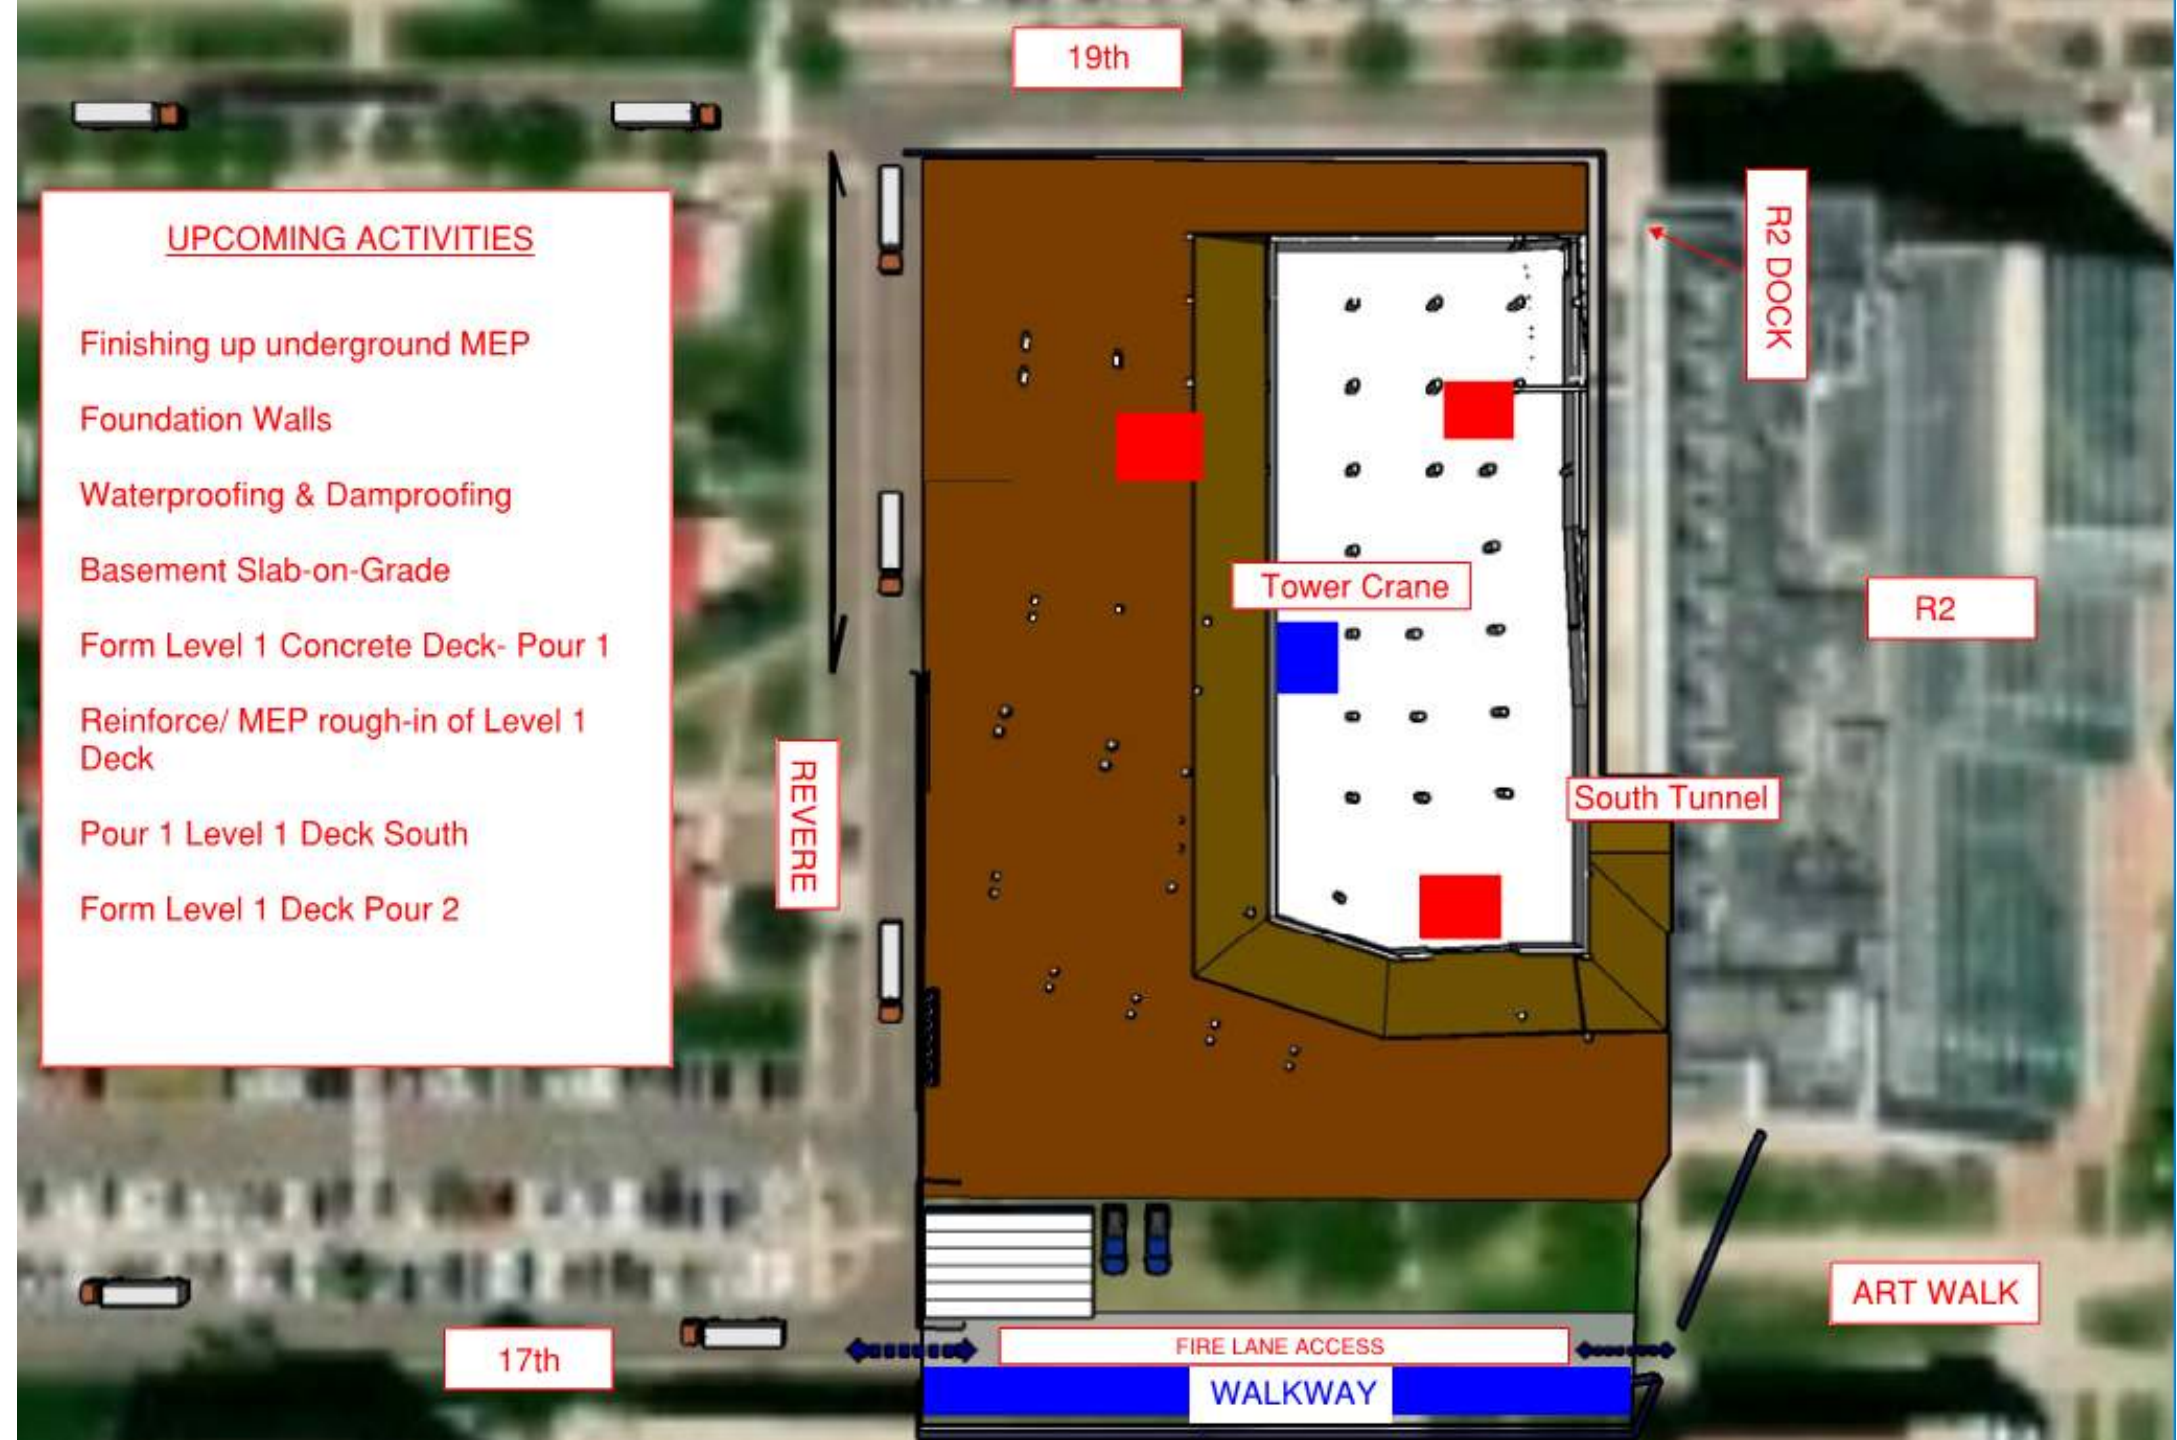 19th
UPCOMING ACTIVITIES
Finishing up underground MEP
Foundation Walls
Waterproofing & Damproofing
Basement Slab-on-Grade
Form Level 1 Concrete Deck- Pour 1
Reinforce/ MEP rough-in of Level 1
Deck
Pour 1 Level 1 Deck South
Form Level 1 Deck Pour 2
R2 DOCK
Tower Crane
R2
REVERE
South Tunnel
ART WALK
17th
FIRE LANE ACCESS
WALKWAY